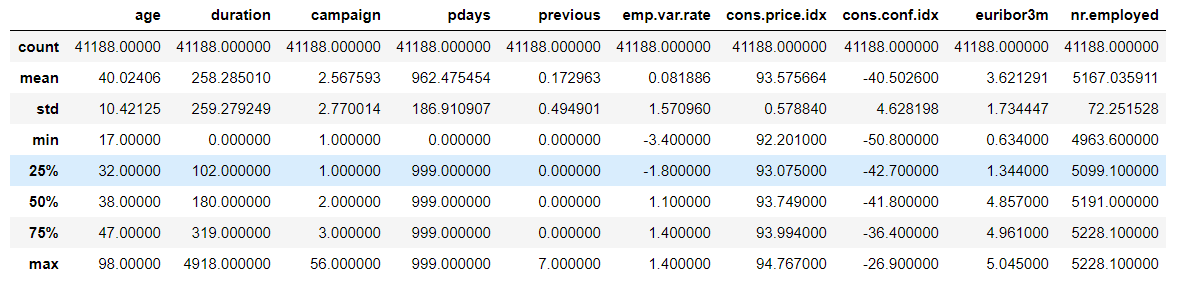 age duration campaign pdays previous emp.var.rate cons.price.idx cons.conf.idx euribor3m nr.employed
count 41188.00000 41188.000000 41188.000000 41188.000000 41188.000000 41188.000000 41188.000000 41188.000000 41188.000000 41188.000000
mean 40.02406 258.285010 2.567593 962.475454 0.172963 0.081886 93.575664 -40.502600 3.621291 5167.035911
std 10.42125 259.279249 2.770014 186.910907 0.494901 1.570960 0.578840 4.628198 1.734447 72.251528
min 17.00000 0.000000 1.000000 0.000000 0.000000 -3.400000 92.201000 -50.800000 0.634000 4963.600000
25% 32.00000 102.000000 1.000000 999.000000 0.000000 -1.800000 93.075000 -42.700000 1.344000 5099.100000
50% 38.00000 180.000000 2.000000 999.000000 0.000000 1.100000 93.749000 -41.800000 4.857000 5191.000000
75% 47.00000 319.000000 3.000000 999.000000 0.000000 1.400000 93.994000 -36.400000 4.961000 5228.100000
max 98.00000 4918.000000 56.000000 999.000000 7.000000 1.400000 94.767000 -26.900000 5.045000 5228.100000